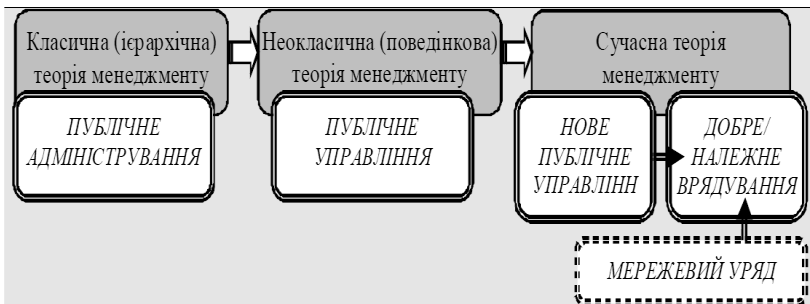 Класична (ієрархічна)
теорія менеджменту
Неокласична (поведінкова)
теорія менеджменту
Сучасна теорія
менеджменту
ПУБЛІЧНЕ
АДМІНІСТРУВАННЯ
ПУБЛІЧНЕ
УПРАВЛІННЯ
НОВЕ
ПУБЛІЧНЕ
УПРАВЛІНН
ДОБРЕ/
НАЛЕЖНЕ
ВРЯДУВАННЯ
МЕРЕЖЕВИЙ УРЯД